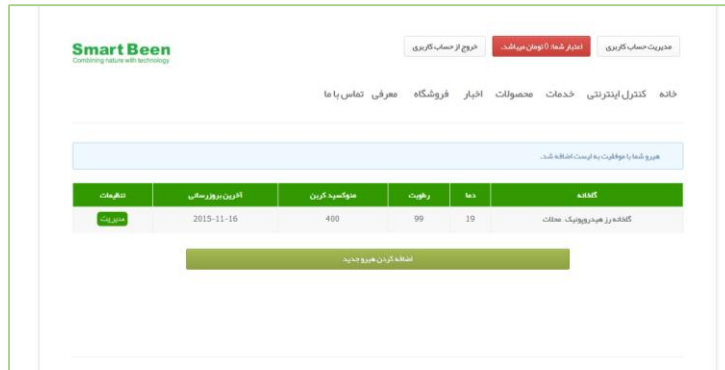 Smart Been
Combining nature with technology
مدیریت حساب کاربری
اعتبار شما: 0 تومان میباشد.
خروج از حساب کاربری
خانه کنترل اینترنتی خدمات محصولات اخبار فروشگاه معرفی تماس با ما
هیرو شما با موفقیت به لیست اضافه شد.
گلخانه دما رطوبت منوکسید کربن آخرین بروزرسانی تنظیمات
گلخانه رز هیدروپونیک محلات 19 99 400 2015-11-16 مدیریت
اضافه کردن هیرو جدید